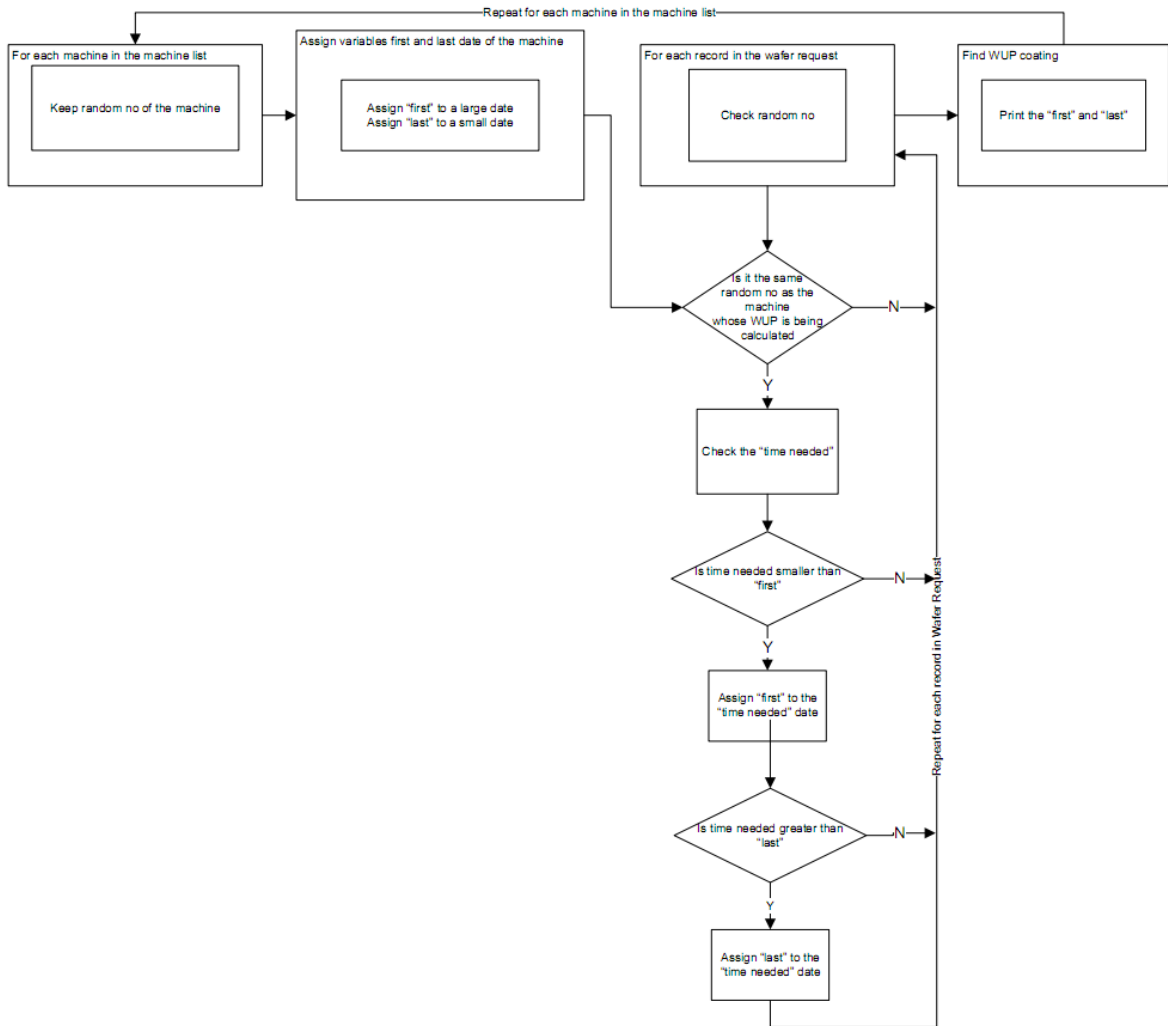 Repeat for each machine in the machine list
For each machine in the machine list
Keep random no of the machine
Assign variables first and last date of the machine
Assign “first” to a large date
Assign “last” to a small date
For each record in the wafer request
Check random no
Find WUP coating
Print the “first” and “last”
Is it the same
random no as the
machine
whose WUP is being
calculated
N
Y
Check the “time needed”
Is time needed smaller than
“first”
N
Y
Assign “first” to the
“time needed” date
Is time needed greater than
“last”
N
Y
Assign “last” to the
“time needed” date
Repeat for each record in Wafer Request